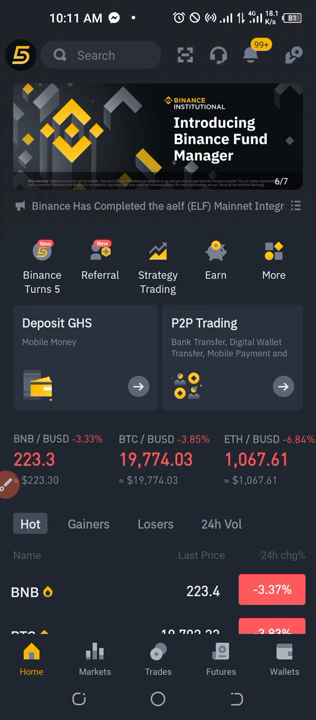 10:11 AM
4G
18.1
K/s
81
5
Search
99+
BINANCE
INSTITUTIONAL
Introducing
Binance Fund
Manager
6/7
Binance Has Completed the aelf (ELF) Mainnet Integr
New
New
Binance
Turns 5
Referral
Strategy
Trading
Earn
More
Deposit GHS
Mobile Money
P2P Trading
Bank Transfer, Digital Wallet
Transfer, Mobile Payment and
BNB / BUSD -3.33%
223.3
≈ $223.30
BTC / BUSD -3.85%
19,774.03
≈ $19,774.03
ETH / BUSD -6.84%
1,067.61
≈ $1,067.61
Hot
Gainers
Losers
24h Vol
Name
Last Price
24h chg%
BNB
223.4
-3.37%
BTC
Home
Markets
Trades
Futures
Wallets